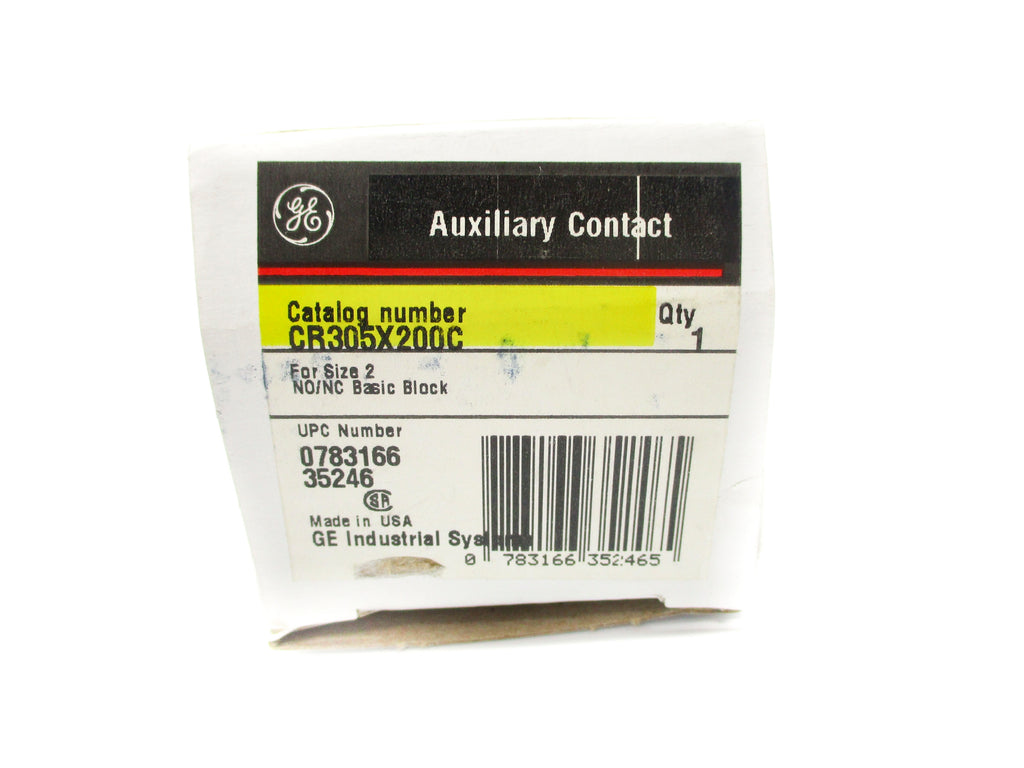 GE
Auxiliary Contact
Catalog number
CR305X200C
Qty
1
For Size 2
NO/NC Basic Block
UPC Number
0783166
35246
Made in USA
GE Industrial Systems
0 783166 352465